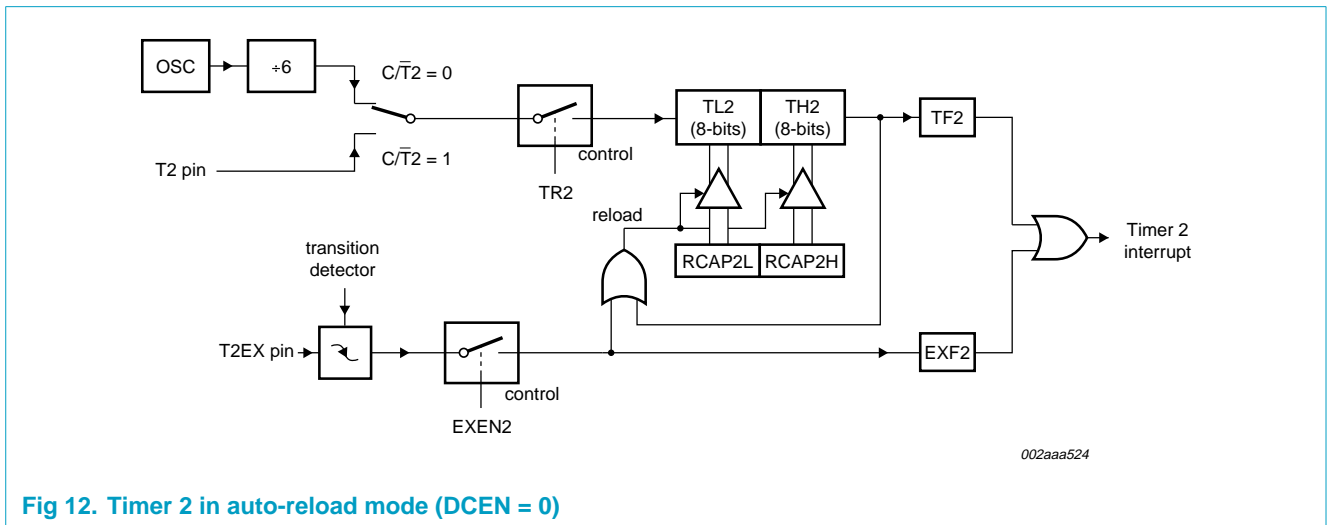 OSC
÷6
C/T̅2 = 0
T2 pin
C/T̅2 = 1
control
TR2
TL2
(8-bits)
TH2
(8-bits)
TF2
reload
RCAP2L
RCAP2H
Timer 2
interrupt
transition
detector
T2EX pin
control
EXEN2
EXF2
002aaa524
Fig 12. Timer 2 in auto-reload mode (DCEN = 0)